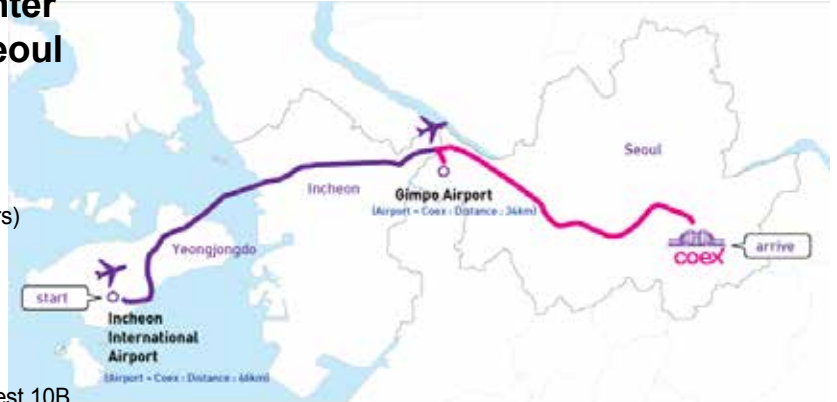 nter
eoul
rs)
est 10B
Seoul
Incheon
Gimpo Airport
(Airport - Coex : Distance : 34km)
Yeongjongdo
coex
arrive
start
Incheon
International
Airport
(Airport - Coex : Distance : 66km)